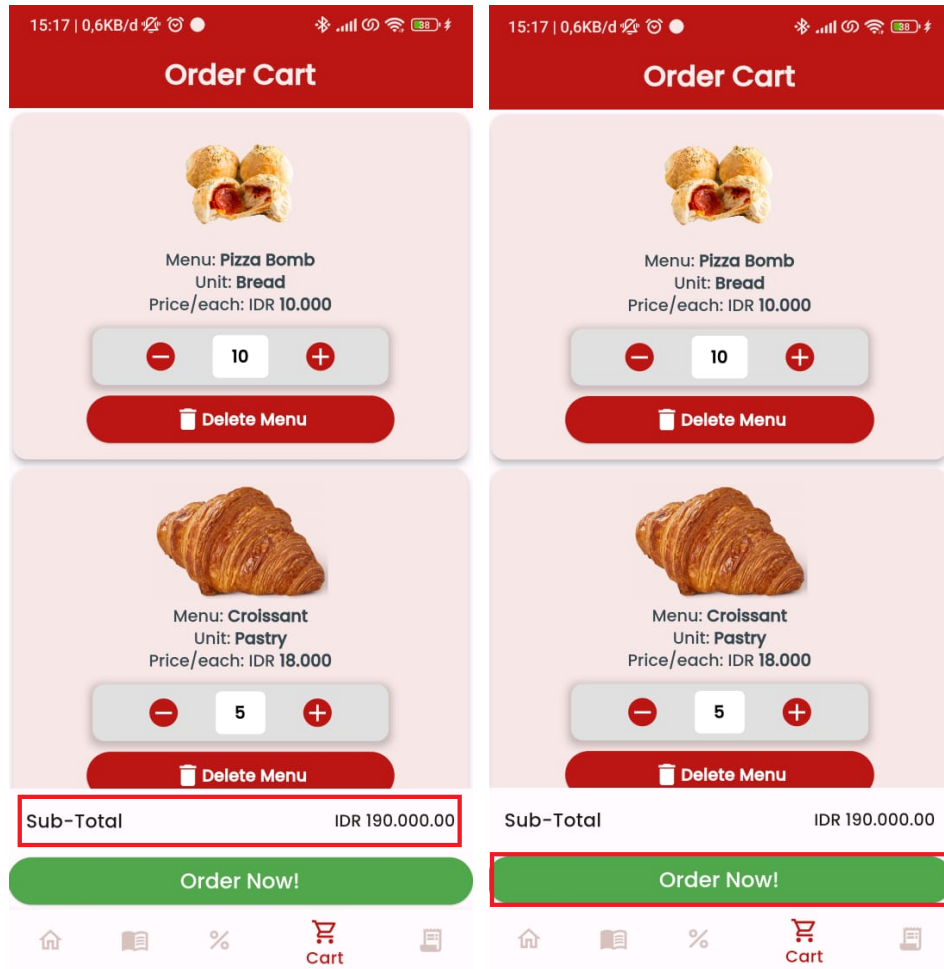 15:17 | 0,6KB/d
38
Order Cart
Menu: Pizza Bomb
Unit: Bread
Price/each: IDR 10.000
10
Delete Menu
Menu: Croissant
Unit: Pastry
Price/each: IDR 18.000
5
Delete Menu
Sub-Total IDR 190.000.00
Order Now!
Cart
15:17 | 0,6KB/d
38
Order Cart
Menu: Pizza Bomb
Unit: Bread
Price/each: IDR 10.000
10
Delete Menu
Menu: Croissant
Unit: Pastry
Price/each: IDR 18.000
5
Delete Menu
Sub-Total IDR 190.000.00
Order Now!
Cart